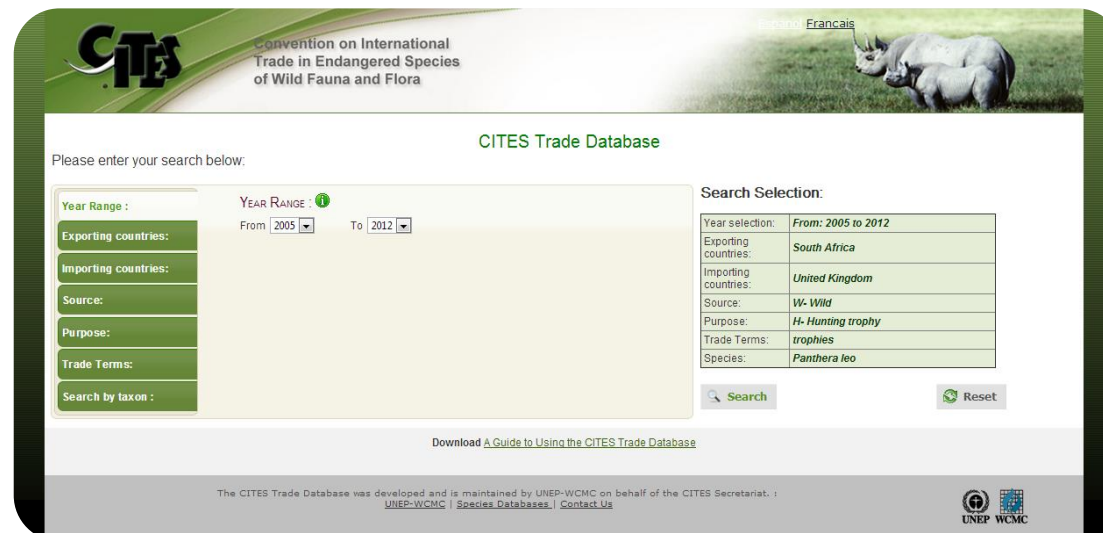 Español Francais
CITES
Convention on International
Trade in Endangered Species
of Wild Fauna and Flora
CITES Trade Database
Please enter your search below:
Year Range :
Exporting countries:
Importing countries:
Source:
Purpose:
Trade Terms:
Search by taxon :
YEAR RANGE :
From 2005 To 2012
Search Selection:
Year selection: From: 2005 to 2012
Exporting
countries: South Africa
Importing
countries: United Kingdom
Source: W- Wild
Purpose: H- Hunting trophy
Trade Terms: trophies
Species: Panthera leo
Search Reset
Download A Guide to Using the CITES Trade Database
The CITES Trade Database was developed and is maintained by UNEP-WCMC on behalf of the CITES Secretariat. :
UNEP-WCMC | Species Databases | Contact Us
UNEP WCMC